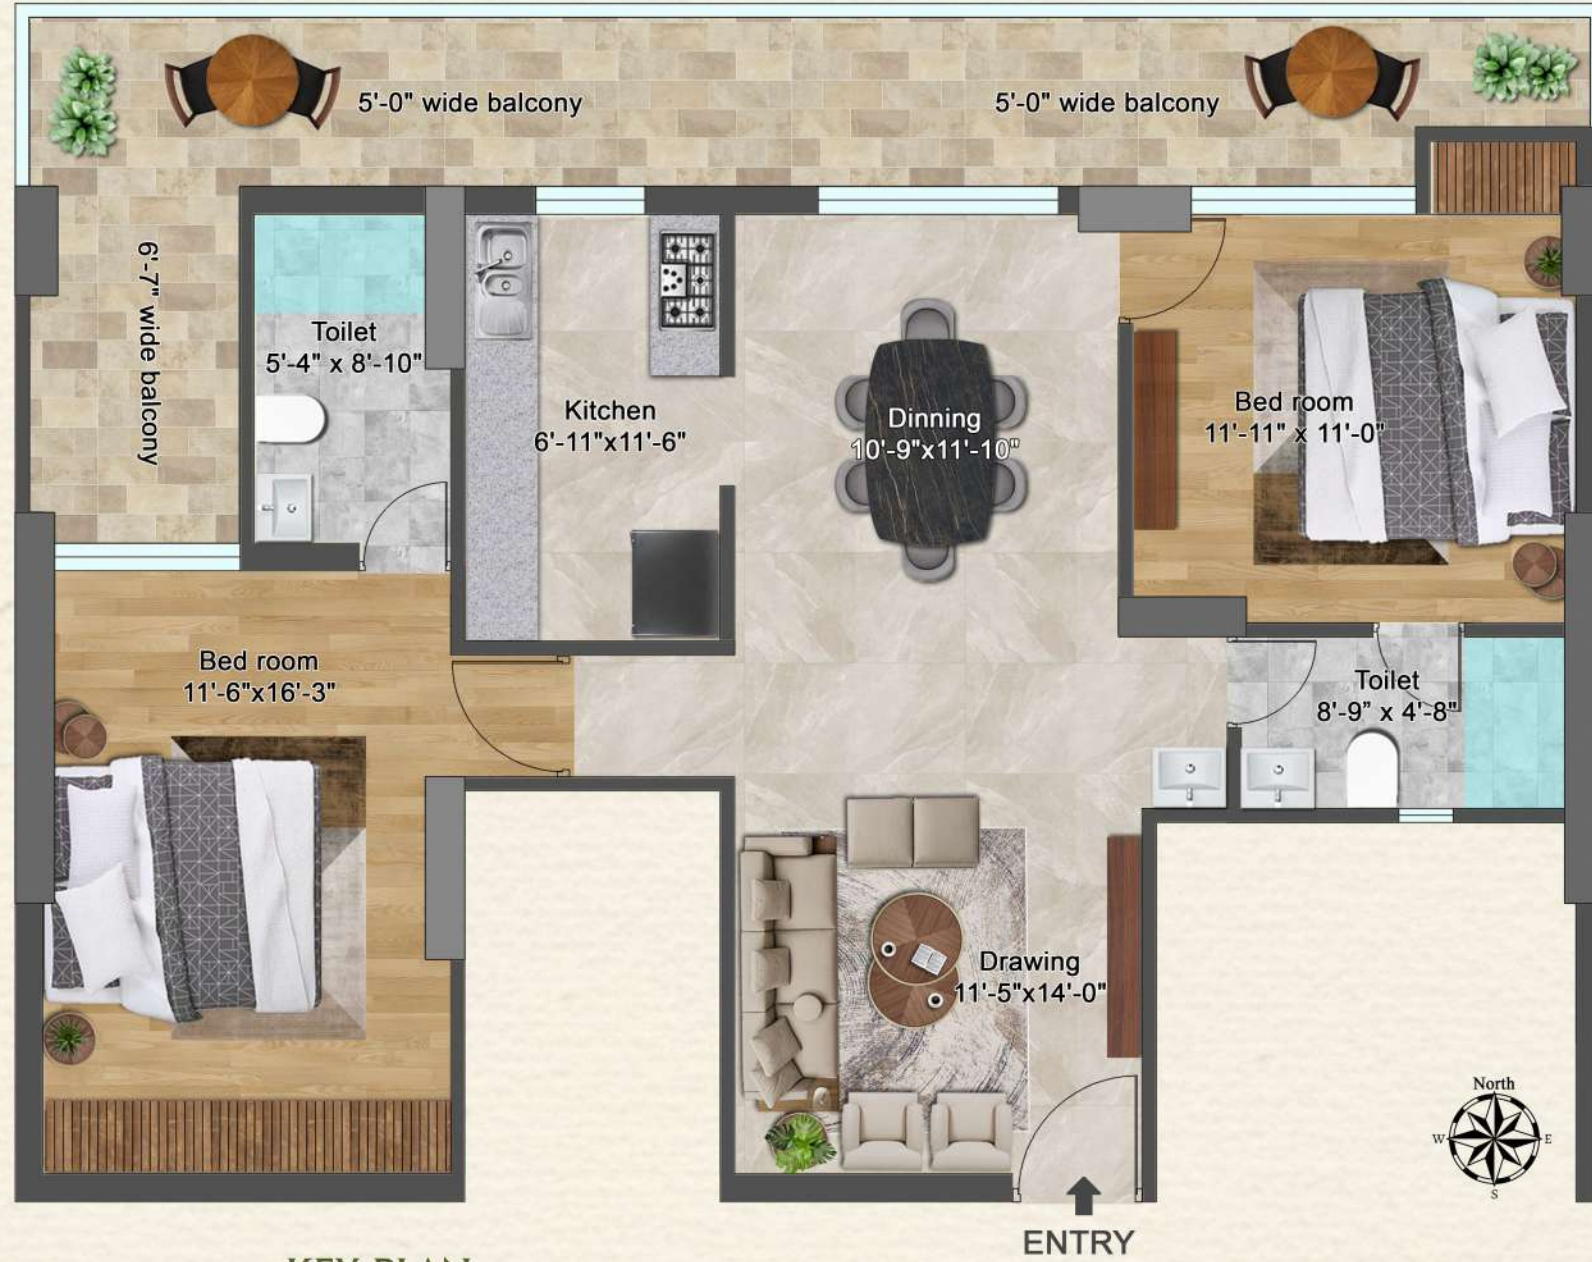 5'-0" wide balcony
5'-0" wide balcony
6'-7" wide balcony
Toilet
5'-4" x 8'-10"
Kitchen
6'-11"x11'-6"
Dinning
10'-9"x11'-10"
Bed room
11'-11" x 11'-0"
Bed room
11'-6"x16'-3"
Toilet
8'-9” x 4'-8"
Drawing
11'-5"x14'-0"
North
W
E
S
ENTRY
KEY PLAN